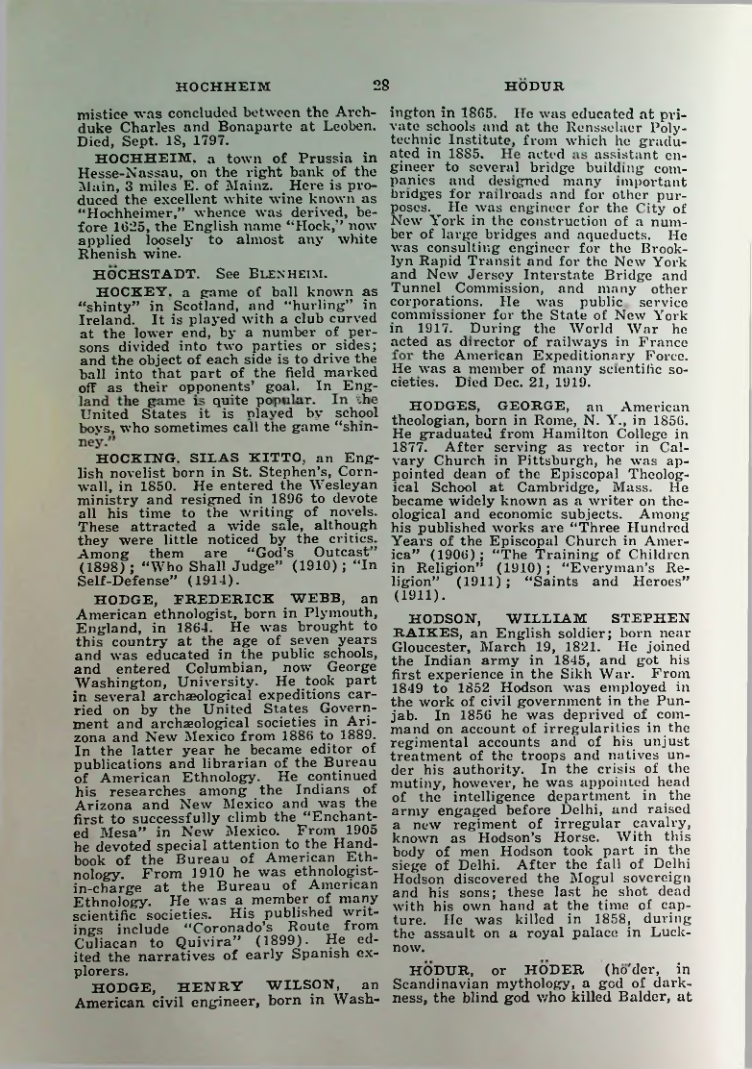 HOCHHEIM 28 HÖDUR
mistice was concluded between the Arch-
duke Charles and Bonaparte at Leoben.
Died, Sept. 18, 1797.
HOCHHEIM, a town of Prussia in
Hesse-Nassau, on the right bank of the
Main, 3 miles E. of Mainz. Here is pro-
duced the excellent white wine known as
"Hochheimer," whence was derived, be-
fore 1625, the English name "Hock," now
applied loosely to almost any white
Rhenish wine.
HÖCHSTADT. See BLENHEIM.
HOCKEY, a game of ball known as
"shinty" in Scotland, and "hurling" in
Ireland. It is played with a club curved
at the lower end, by a number of per-
sons divided into two parties or sides;
and the object of each side is to drive the
ball into that part of the field marked
off as their opponents' goal. In Eng-
land the game is quite popular. In the
United States it is played by school
boys, who sometimes call the game "shin-
ney."
HOCKING, SILAS KITTO, an Eng-
lish novelist born in St. Stephen's, Corn-
wall, in 1850. He entered the Wesleyan
ministry and resigned in 1896 to devote
all his time to the writing of novels.
These attracted a wide sale, although
they were little noticed by the critics.
Among them are "God's Outcast"
(1898); "Who Shall Judge" (1910); "In
Self-Defense" (1914).
HODGE, FREDERICK WEBB, an
American ethnologist, born in Plymouth,
England, in 1864. He was brought to
this country at the age of seven years
and was educated in the public schools,
and entered Columbian, now George
Washington, University. He took part
in several archæological expeditions car-
ried on by the United States Govern-
ment and archæological societies in Ari-
zona and New Mexico from 1886 to 1889.
In the latter year he became editor of
publications and librarian of the Bureau
of American Ethnology. He continued
his researches among the Indians of
Arizona and New Mexico and was the
first to successfully climb the "Enchant-
ed Mesa" in New Mexico. From 1905
he devoted special attention to the Hand-
book of the Bureau of American Eth-
nology. From 1910 he was ethnologist-
in-charge at the Bureau of American
Ethnology. He was a member of many
scientific societies. His published writ-
ings include "Coronado's Route from
Culiacan to Quivira" (1899). He ed-
ited the narratives of early Spanish ex-
plorers.
HODGE, HENRY WILSON, an
American civil engineer, born in Wash-
ington in 1865. He was educated at pri-
vate schools and at the Rensselaer Poly-
technic Institute, from which he gradu-
ated in 1885. He acted as assistant en-
gineer to several bridge building com-
panies and designed many important
bridges for railroads and for other pur-
poses. He was engineer for the City of
New York in the construction of a num-
ber of large bridges and aqueducts. He
was consulting engineer for the Brook-
lyn Rapid Transit and for the New York
and New Jersey Interstate Bridge and
Tunnel Commission, and many other
corporations. He was public service
commissioner for the State of New York
in 1917. During the World War he
acted as director of railways in France
for the American Expeditionary Force.
He was a member of many scientific so-
cieties. Died Dec. 21, 1919.
HODGES, GEORGE, an American
theologian, born in Rome, N. Y., in 1856.
He graduated from Hamilton College in
1877. After serving as rector in Cal-
vary Church in Pittsburgh, he was ap-
pointed dean of the Episcopal Theolog-
ical School at Cambridge, Mass. He
became widely known as a writer on the-
ological and economic subjects. Among
his published works are "Three Hundred
Years of the Episcopal Church in Amer-
ica" (1906); "The Training of Children
in Religion" (1910); "Everyman's Re-
ligion" (1911); "Saints and Heroes"
(1911).
HODSON, WILLIAM STEPHEN
RAIKES, an English soldier; born near
Gloucester, March 19, 1821. He joined
the Indian army in 1845, and got his
first experience in the Sikh War. From
1849 to 1852 Hodson was employed in
the work of civil government in the Pun-
jab. In 1856 he was deprived of com-
mand on account of irregularities in the
regimental accounts and of his unjust
treatment of the troops and natives un-
der his authority. In the crisis of the
mutiny, however, he was appointed head
of the intelligence department in the
army engaged before Delhi, and raised
a new regiment of irregular cavalry,
known as Hodson's Horse. With this
body of men Hodson took part in the
siege of Delhi. After the fall of Delhi
Hodson discovered the Mogul sovereign
and his sons; these last he shot dead
with his own hand at the time of cap-
ture. He was killed in 1858, during
the assault on a royal palace in Luck-
now.
HÖDUR, or HÖDER (hö′der, in
Scandinavian mythology, a god of dark-
ness, the blind god who killed Balder, at